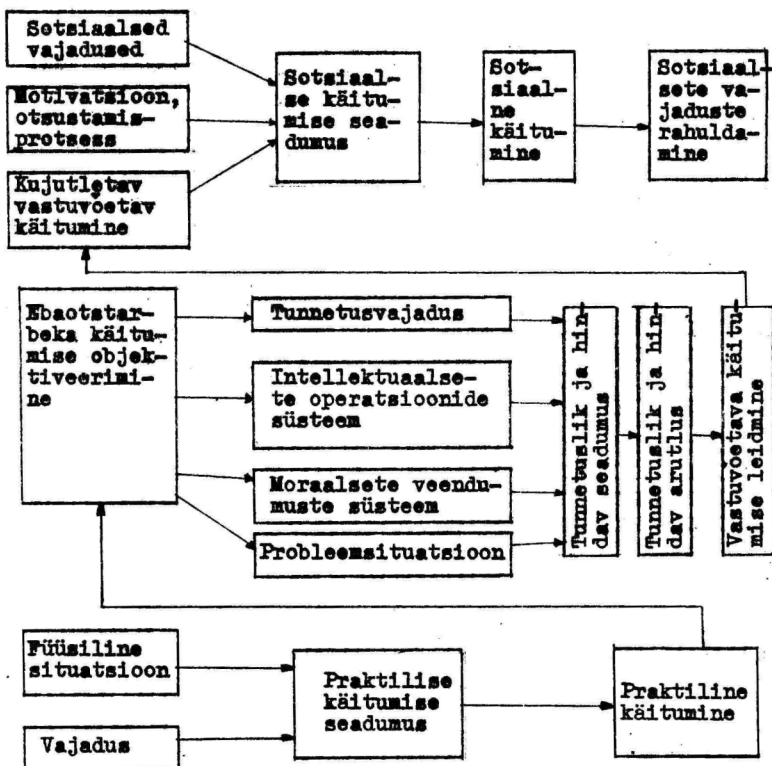 Sotsiaalsed
vajadused
Motivatsioon,
otsustamis-
protsess
Kujutletav
vastuvõetav
käitumine
Sotsiaal-
se käitu-
mise sea-
dumus
Sot-
siaal-
ne
käitu-
mine
Sotsiaal-
sete va-
jaduste
rahulda-
mine
Ebaotstar-
beka käitu-
mise objek-
tiveerimi-
ne
Tunnetusvajadus
Intellektuaalse-
te operatsioonide
süsteem
Moraalsete veendu-
muste süsteem
Probleemsituatsioon
Tunnetuslik ja hin-
dav seadumus
Tunnetuslik ja hin-
dav arutlus
Vastuvõetava käitu-
mise leidmine
Füüsiline
situatsioon
Vajadus
Praktilise
käitumise
seadumus
Praktiline
käitumine